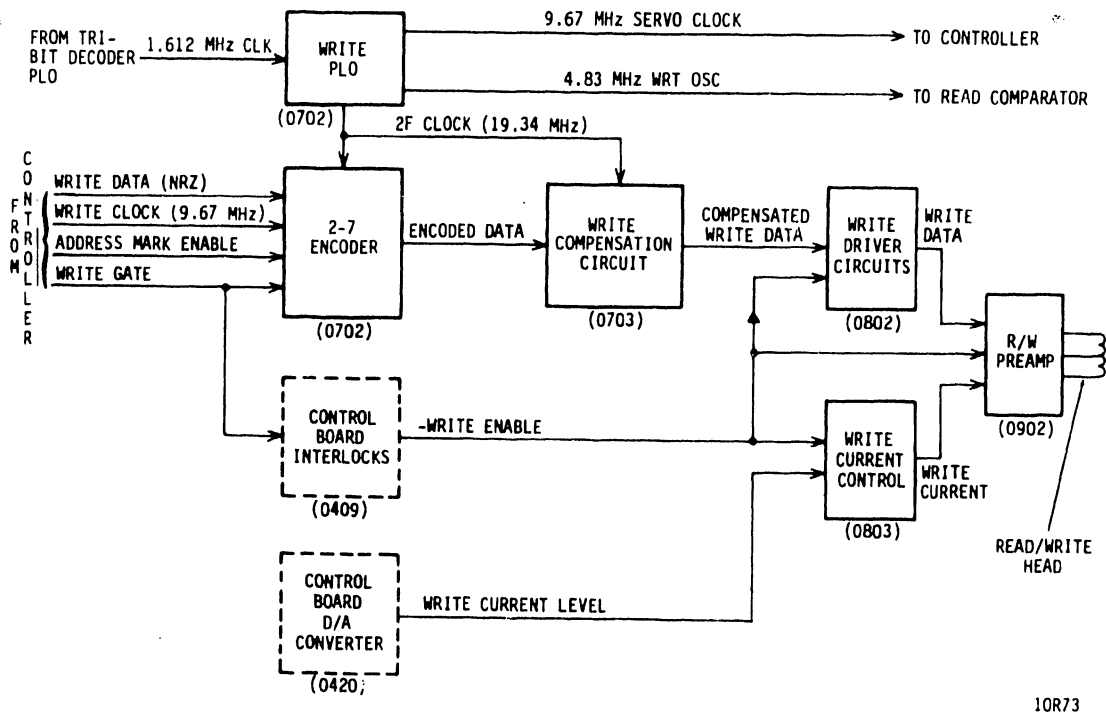 9.67 MHz SERVO CLOCK
FROM TRI-
BIT DECODER
PLO
1.612 MHz CLK
WRITE
PLO
TO CONTROLLER
4.83 MHz WRT OSC
TO READ COMPARATOR
(0702)
2F CLOCK (19.34 MHz)
FROM
CONTROLLER
WRITE DATA (NRZ)
WRITE CLOCK (9.67 MHz)
ADDRESS MARK ENABLE
WRITE GATE
2-7
ENCODER
(0702)
ENCODED DATA
WRITE
COMPENSATION
CIRCUIT
(0703)
COMPENSATED
WRITE DATA
WRITE
DRIVER
CIRCUITS
(0802)
WRITE
DATA
R/W
PREAMP
(0902)
CONTROL
BOARD
INTERLOCKS
(0409)
-WRITE ENABLE
WRITE
CURRENT
CONTROL
(0803)
WRITE
CURRENT
READ/WRITE
HEAD
CONTROL
BOARD
D/A
CONVERTER
(0420;
WRITE CURRENT LEVEL
10R73